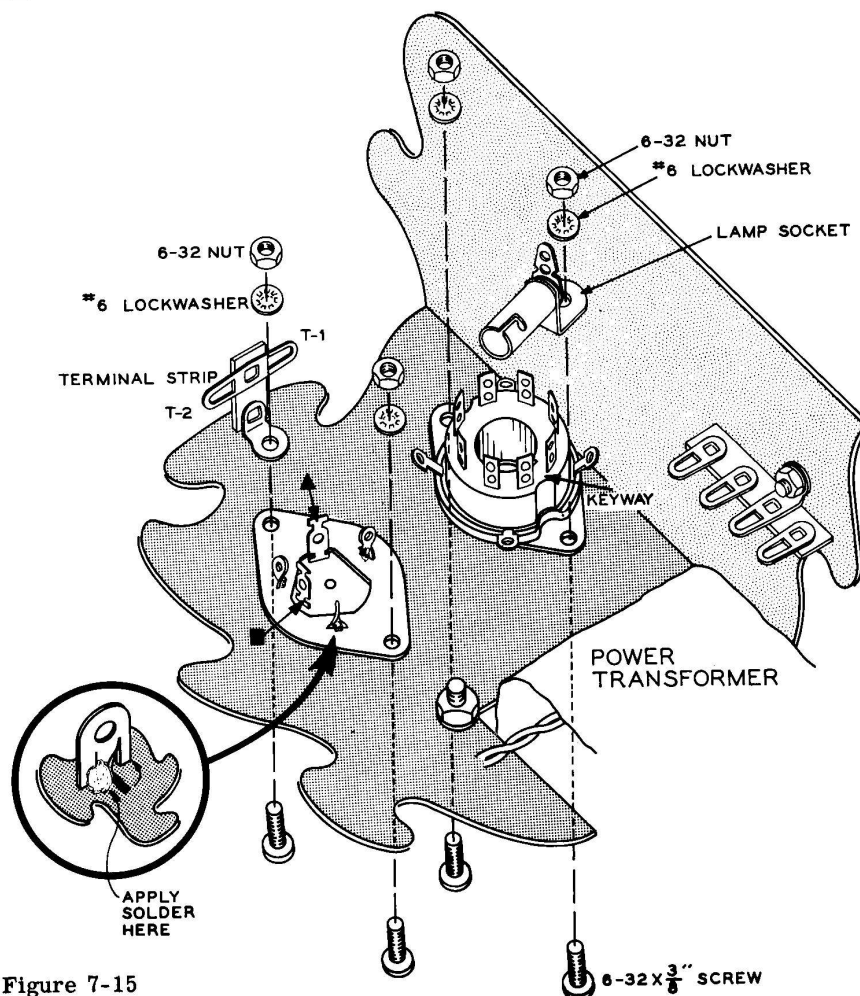 6-32 NUT
#6 LOCKWASHER
LAMP SOCKET
6-32 NUT
#6 LOCKWASHER
T-1
TERMINAL STRIP
T-2
KEYWAY
POWER
TRANSFORMER
APPLY
SOLDER
HERE
6-32 X 3/8" SCREW
Figure 7-15